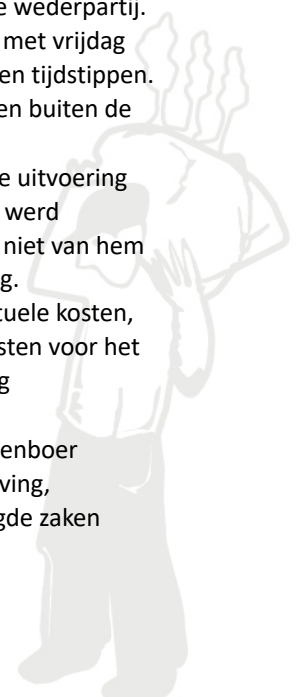 e wederpartij.
met vrijdag
en tijdstippen.
en buiten de
e uitvoering
werd
niet van hem
g.
tuele kosten,
sten voor het
g
enboer
ving,
gde zaken